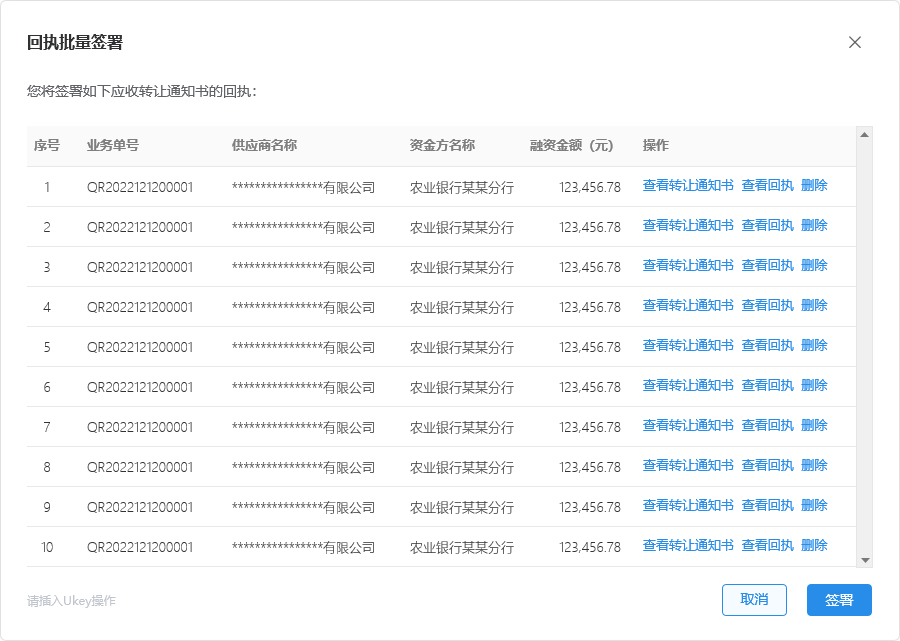 回执批量签署
您将签署如下应收转让通知书的回执：
序号 业务单号 供应商名称 资金方名称 融资金额（元） 操作
1 QR2022121200001 ****************有限公司 农业银行某某分行 123,456.78 查看转让通知书 查看回执 删除
2 QR2022121200001 ****************有限公司 农业银行某某分行 123,456.78 查看转让通知书 查看回执 删除
3 QR2022121200001 ****************有限公司 农业银行某某分行 123,456.78 查看转让通知书 查看回执 删除
4 QR2022121200001 ****************有限公司 农业银行某某分行 123,456.78 查看转让通知书 查看回执 删除
5 QR2022121200001 ****************有限公司 农业银行某某分行 123,456.78 查看转让通知书 查看回执 删除
6 QR2022121200001 ****************有限公司 农业银行某某分行 123,456.78 查看转让通知书 查看回执 删除
7 QR2022121200001 ****************有限公司 农业银行某某分行 123,456.78 查看转让通知书 查看回执 删除
8 QR2022121200001 ****************有限公司 农业银行某某分行 123,456.78 查看转让通知书 查看回执 删除
9 QR2022121200001 ****************有限公司 农业银行某某分行 123,456.78 查看转让通知书 查看回执 删除
10 QR2022121200001 ****************有限公司 农业银行某某分行 123,456.78 查看转让通知书 查看回执 删除
请插入Ukey操作 取消 签署